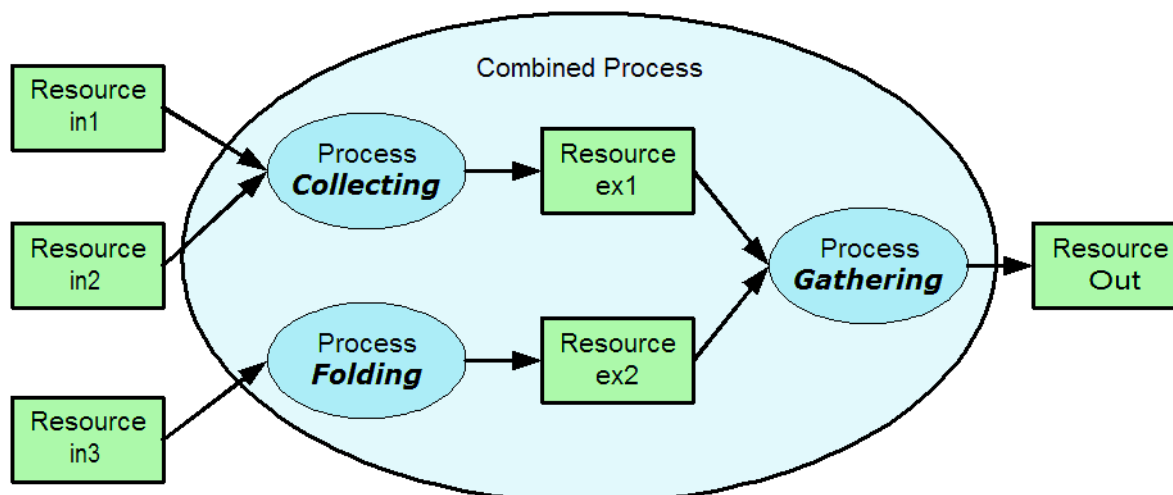 Combined Process
Resource
in1
Process
Collecting
Resource
ex1
Resource
in2
Process
Gathering
Resource
Out
Process
Folding
Resource
ex2
Resource
in3